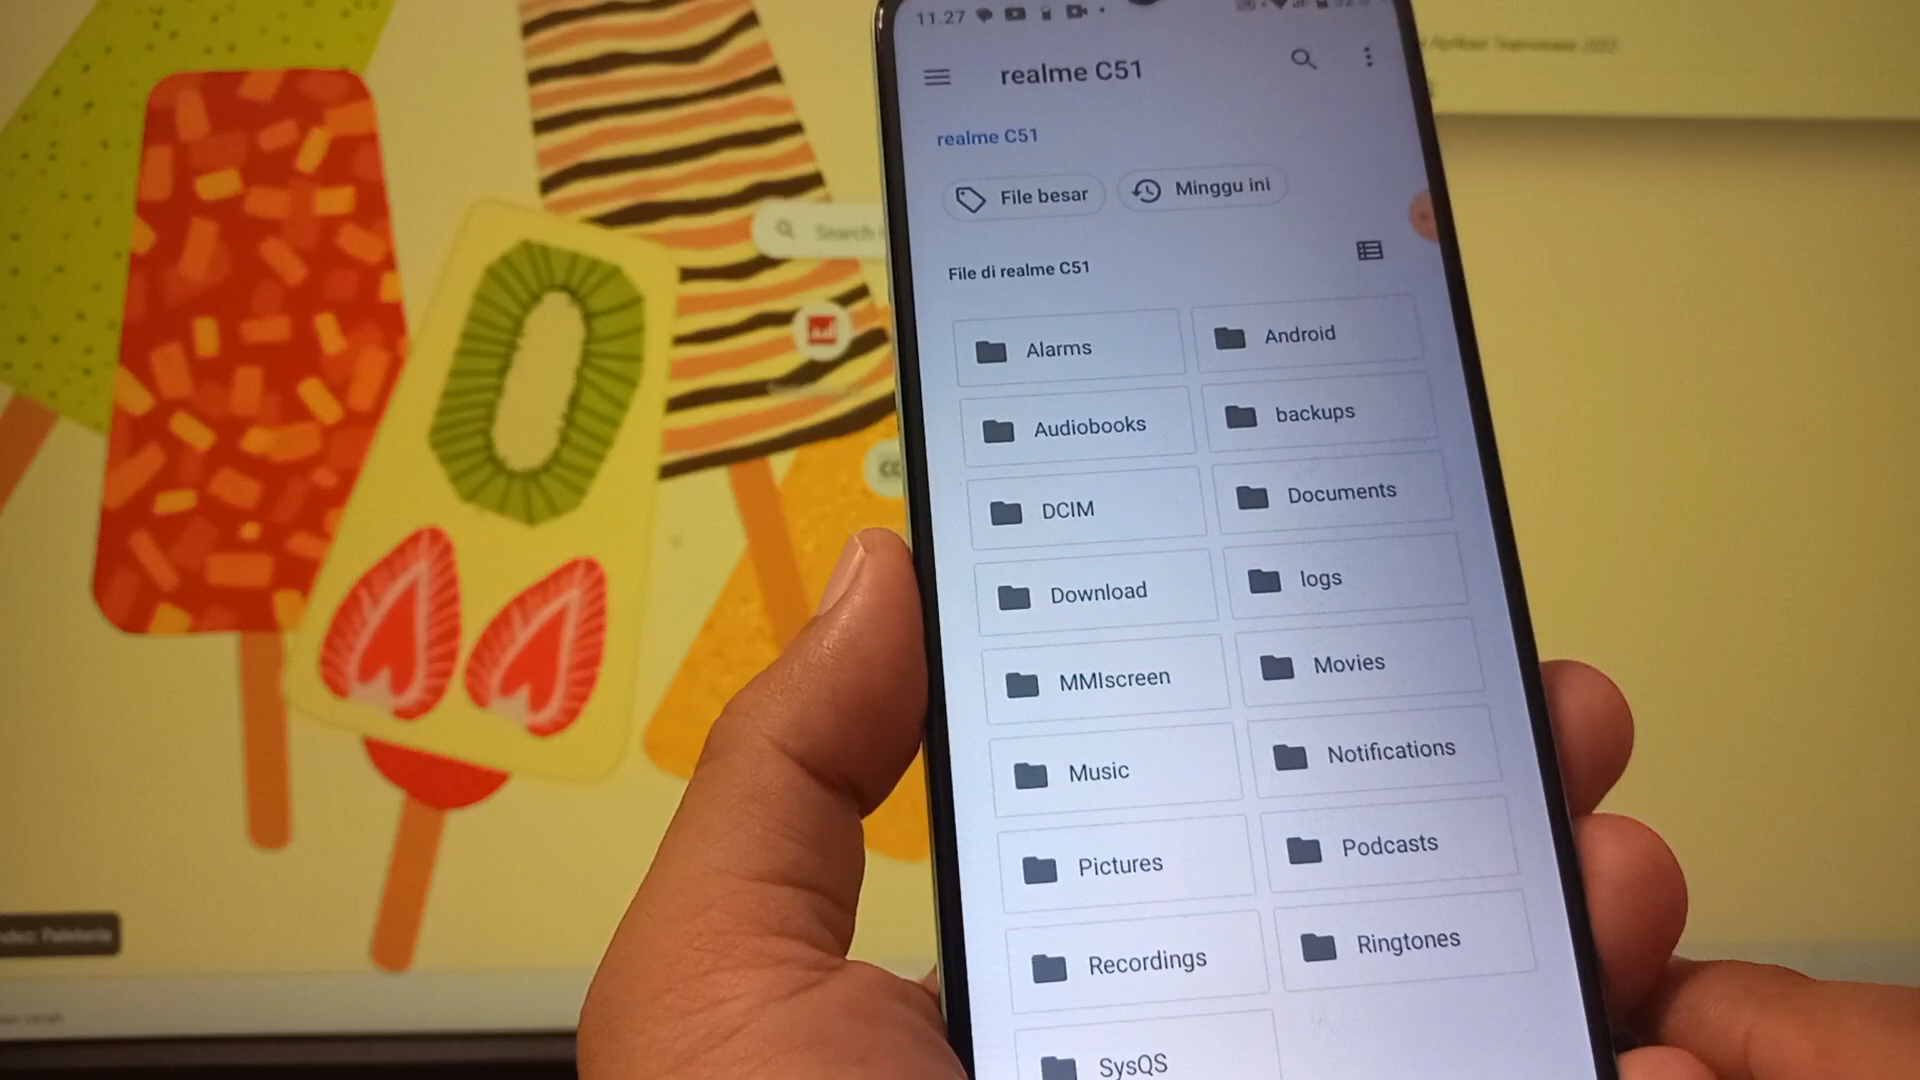 11.27
realme C51
realme C51
File besar
Minggu ini
File di realme C51
Alarms
Android
Audiobooks
backups
DCIM
Documents
Download
logs
MMIscreen
Movies
Music
Notifications
Pictures
Podcasts
Recordings
Ringtones
SysQS
Search